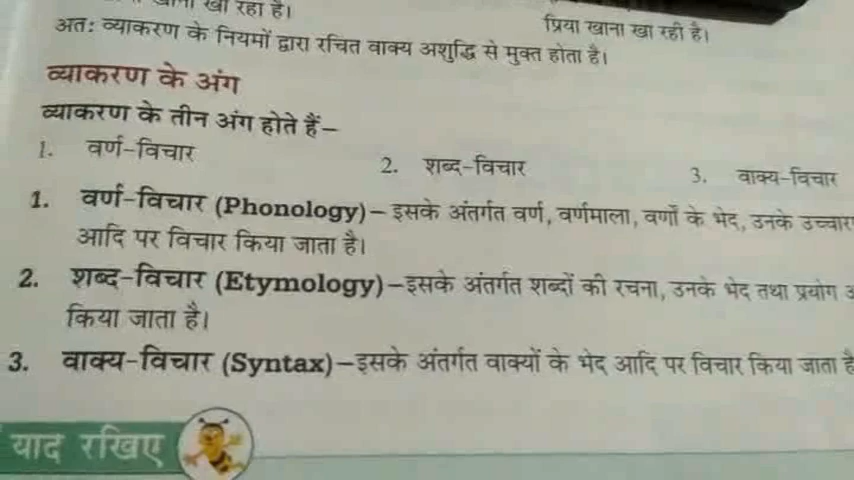 खाना खा रहा है।
प्रिया खाना खा रही है।
अतः व्याकरण के नियमों द्वारा रचित वाक्य अशुद्धि से मुक्त होता है।
व्याकरण के अंग
व्याकरण के तीन अंग होते हैं–
1. वर्ण-विचार 2. शब्द-विचार 3. वाक्य-विचार
1. वर्ण-विचार (Phonology)– इसके अंतर्गत वर्ण, वर्णमाला, वर्णों के भेद, उनके
आदि पर विचार किया जाता है।
2. शब्द-विचार (Etymology)–इसके अंतर्गत शब्दों की रचना, उनके भेद तथा प्रयोग
किया जाता है।
3. वाक्य-विचार (Syntax)–इसके अंतर्गत वाक्यों के भेद आदि पर विचार किया जाता है
याद रखिए